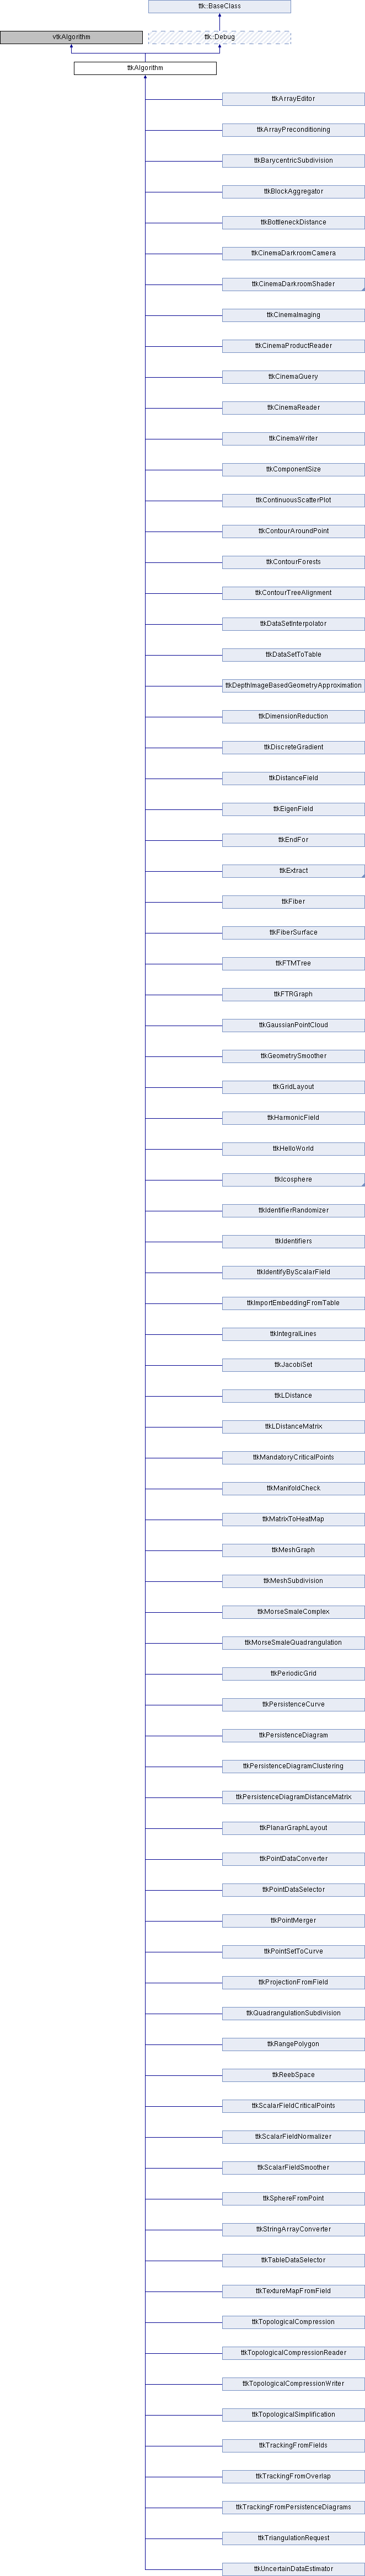 ttk::BaseClass
vtkAlgorithm
ttk::Debug
ttkAlgorithm
ttkArrayEditor
ttkArrayPreconditioning
ttkBarycentricSubdivision
ttkBlockAggregator
ttkBottleneckDistance
ttkCinemaDarkroomCamera
ttkCinemaDarkroomShader
ttkCinemaImaging
ttkCinemaProductReader
ttkCinemaQuery
ttkCinemaReader
ttkCinemaWriter
ttkComponentSize
ttkContinuousScatterPlot
ttkContourAroundPoint
ttkContourForests
ttkContourTreeAlignment
ttkDataSetInterpolator
ttkDataSetToTable
ttkDepthImageBasedGeometryApproximation
ttkDimensionReduction
ttkDiscreteGradient
ttkDistanceField
ttkEigenField
ttkEndFor
ttkExtract
ttkFiber
ttkFiberSurface
ttkFTMTree
ttkFTRGraph
ttkGaussianPointCloud
ttkGeometrySmoother
ttkGridLayout
ttkHarmonicField
ttkHelloWorld
ttkIcosphere
ttkIdentifierRandomizer
ttkIdentifiers
ttkIdentifyByScalarField
ttkImportEmbeddingFromTable
ttkIntegralLines
ttkJacobiSet
ttkLDistance
ttkLDistanceMatrix
ttkMandatoryCriticalPoints
ttkManifoldCheck
ttkMatrixToHeatMap
ttkMeshGraph
ttkMeshSubdivision
ttkMorseSmaleComplex
ttkMorseSmaleQuadrangulation
ttkPeriodicGrid
ttkPersistenceCurve
ttkPersistenceDiagram
ttkPersistenceDiagramClustering
ttkPersistenceDiagramDistanceMatrix
ttkPlanarGraphLayout
ttkPointDataConverter
ttkPointDataSelector
ttkPointMerger
ttkPointSetToCurve
ttkProjectionFromField
ttkQuadrangulationSubdivision
ttkRangePolygon
ttkReebSpace
ttkScalarFieldCriticalPoints
ttkScalarFieldNormalizer
ttkScalarFieldSmoother
ttkSphereFromPoint
ttkStringArrayConverter
ttkTableDataSelector
ttkTextureMapFromField
ttkTopologicalCompression
ttkTopologicalCompressionReader
ttkTopologicalCompressionWriter
ttkTopologicalSimplification
ttkTrackingFromFields
ttkTrackingFromOverlap
ttkTrackingFromPersistenceDiagrams
ttkTriangulationRequest
ttkUncertainDataEstimator